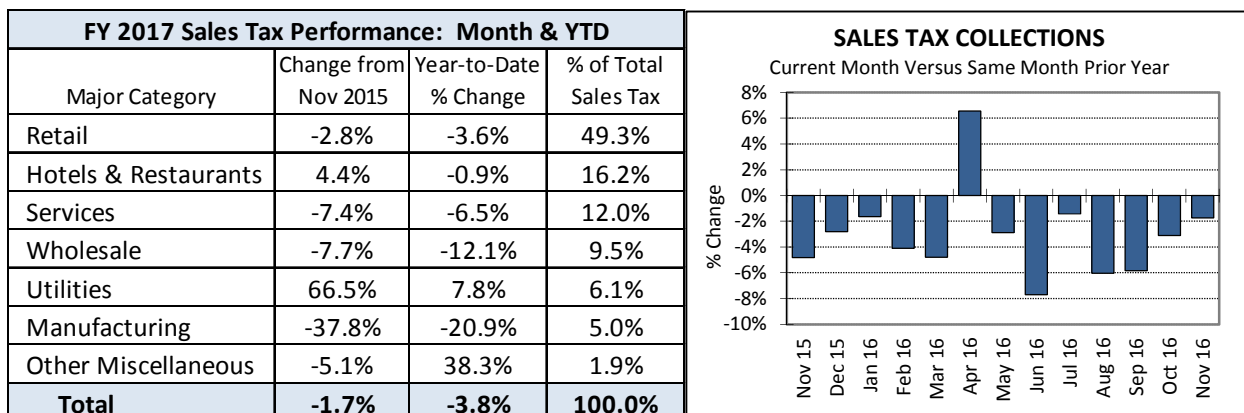 FY 2017 Sales Tax Performance:  Month & YTD
Major Category Change from Nov 2015 Year-to-Date % Change % of Total Sales Tax
Retail -2.8% -3.6% 49.3%
Hotels & Restaurants 4.4% -0.9% 16.2%
Services -7.4% -6.5% 12.0%
Wholesale -7.7% -12.1% 9.5%
Utilities 66.5% 7.8% 6.1%
Manufacturing -37.8% -20.9% 5.0%
Other Miscellaneous -5.1% 38.3% 1.9%
Total -1.7% -3.8% 100.0%
SALES TAX COLLECTIONS
Current Month Versus Same Month Prior Year
% Change
8%
6%
4%
2%
0%
-2%
-4%
-6%
-8%
-10%
Nov 15
Dec 15
Jan 16
Feb 16
Mar 16
Apr 16
May 16
Jun 16
Jul 16
Aug 16
Sep 16
Oct 16
Nov 16